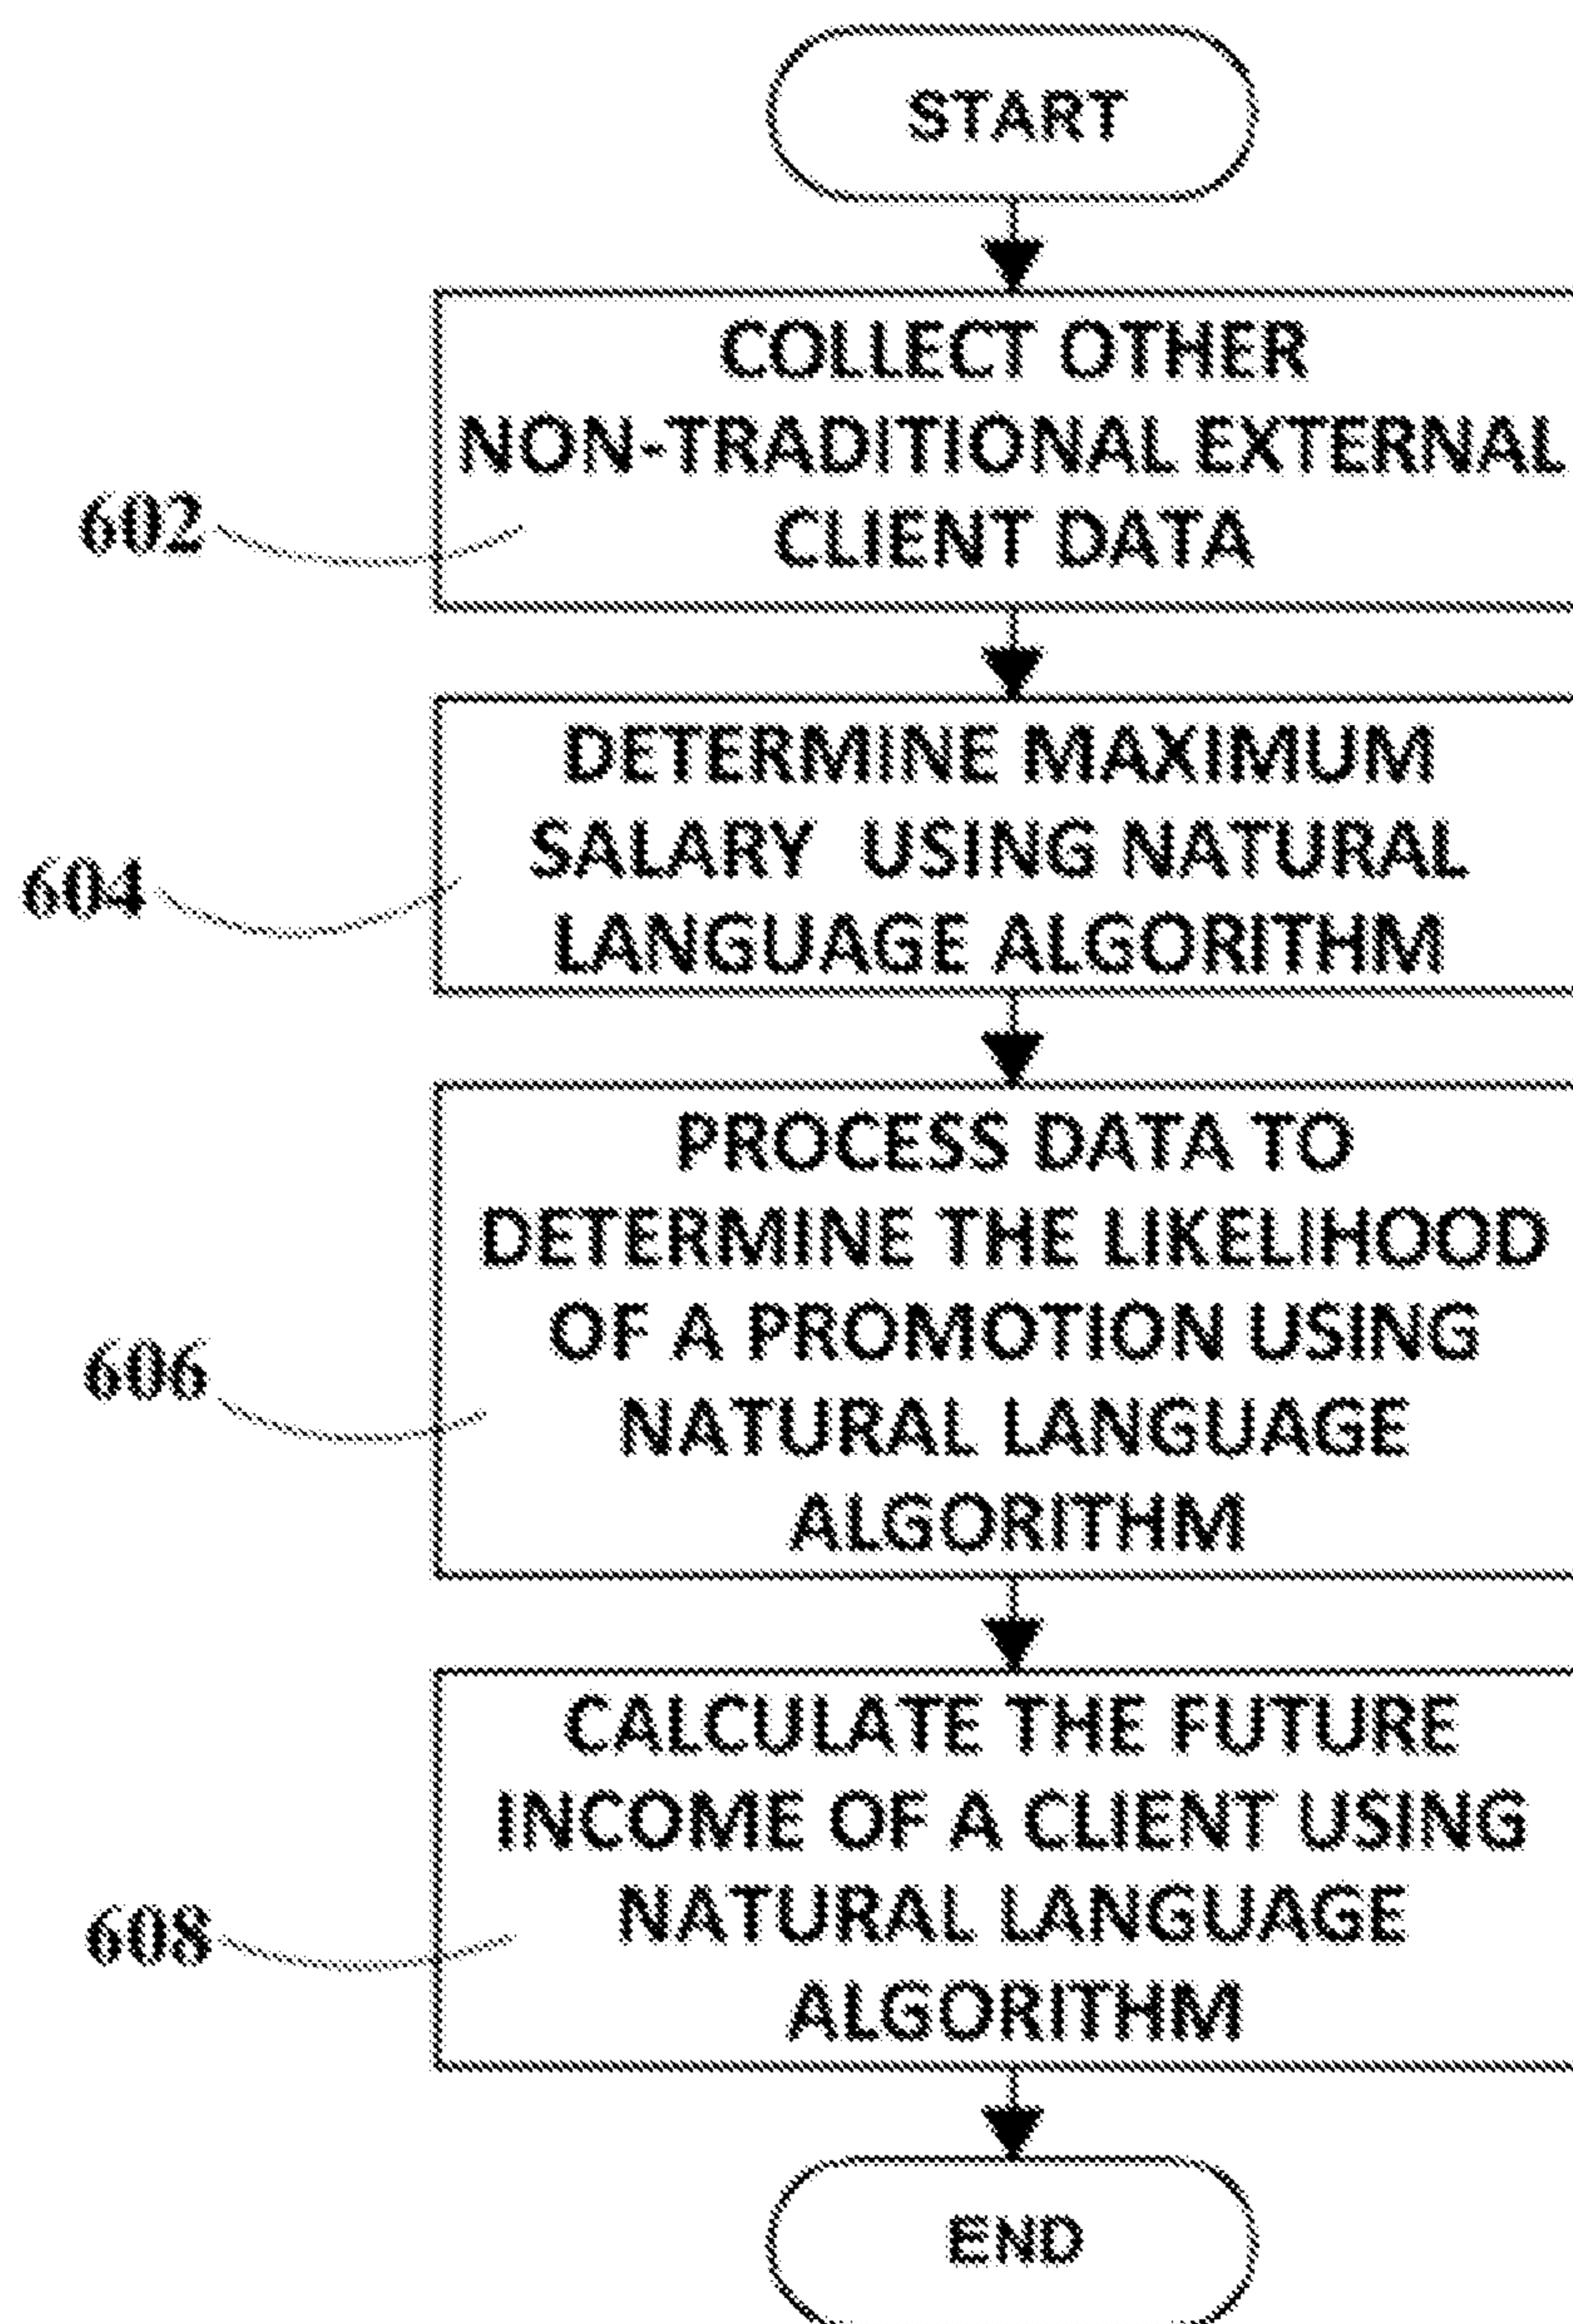 START
COLLECT OTHER
NON-TRADITIONAL EXTERNAL
CLIENT DATA
602
DETERMINE MAXIMUM
SALARY USING NATURAL
LANGUAGE ALGORITHM
604
PROCESS DATA TO
DETERMINE THE LIKELIHOOD
OF A PROMOTION USING
NATURAL LANGUAGE
ALGORITHM
606
CALCULATE THE FUTURE
INCOME OF A CLIENT USING
NATURAL LANGUAGE
ALGORITHM
608
END